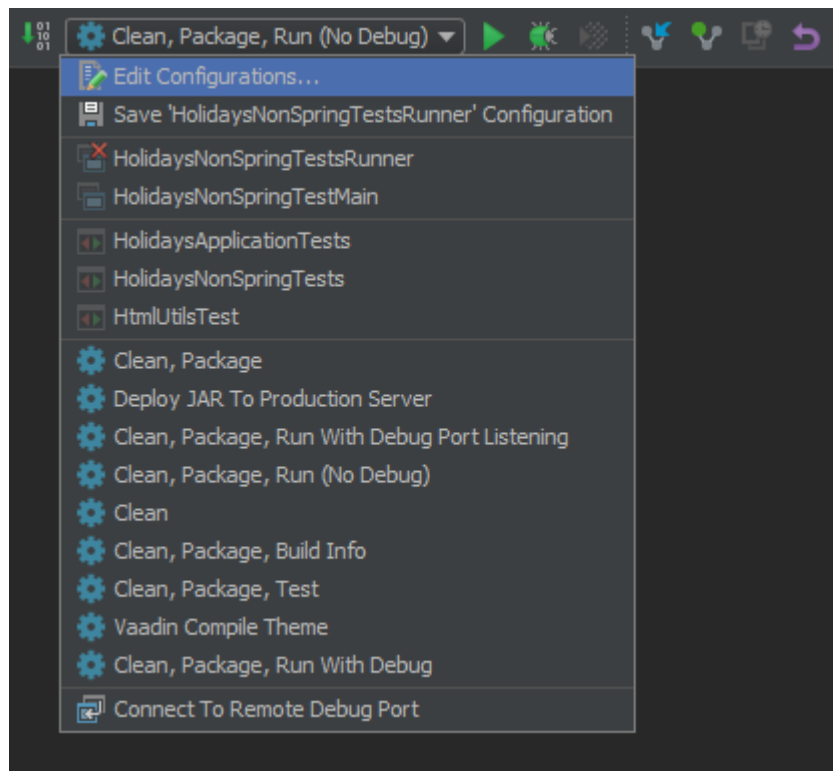 Clean, Package, Run (No Debug)
Edit Configurations...
Save 'HolidaysNonSpringTestsRunner' Configuration
HolidaysNonSpringTestsRunner
HolidaysNonSpringTestMain
HolidaysApplicationTests
HolidaysNonSpringTests
HtmlUtilsTest
Clean, Package
Deploy JAR To Production Server
Clean, Package, Run With Debug Port Listening
Clean, Package, Run (No Debug)
Clean
Clean, Package, Build Info
Clean, Package, Test
Vaadin Compile Theme
Clean, Package, Run With Debug
Connect To Remote Debug Port